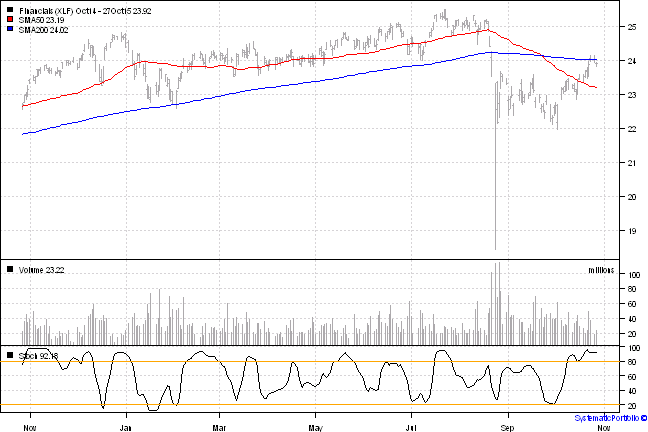 Financials (XLF) Oct14 - 27Oct15 23.92
SMA50 23.19
SMA200 24.02
25
24
23
22
21
20
19
Volume 23.22
millions
100
80
60
40
20
Stoch 92.18
100
80
60
40
20
Nov Jan Mar May Jul Sep Nov
SystematicPortfolio ©